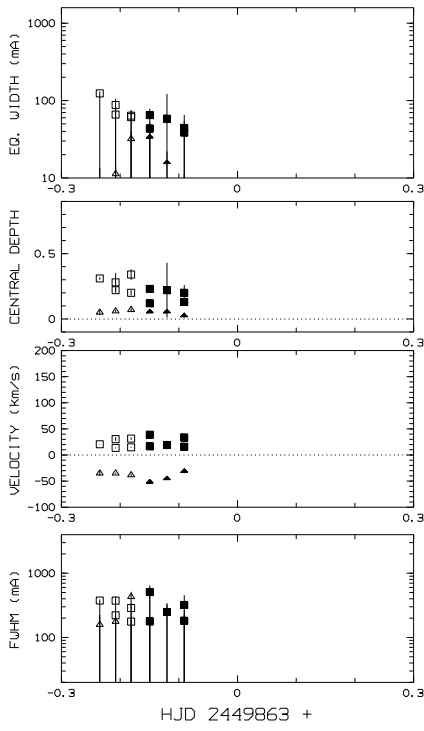 1000
100
10
EQ. WIDTH (mA)
-0.3 0 0.3
0.5
0
CENTRAL DEPTH
-0.3 0 0.3
200
150
100
50
0
-50
-100
VELOCITY (km/s)
-0.3 0 0.3
1000
100
FWHM (mA)
-0.3 0 0.3
HJD 2449863 +